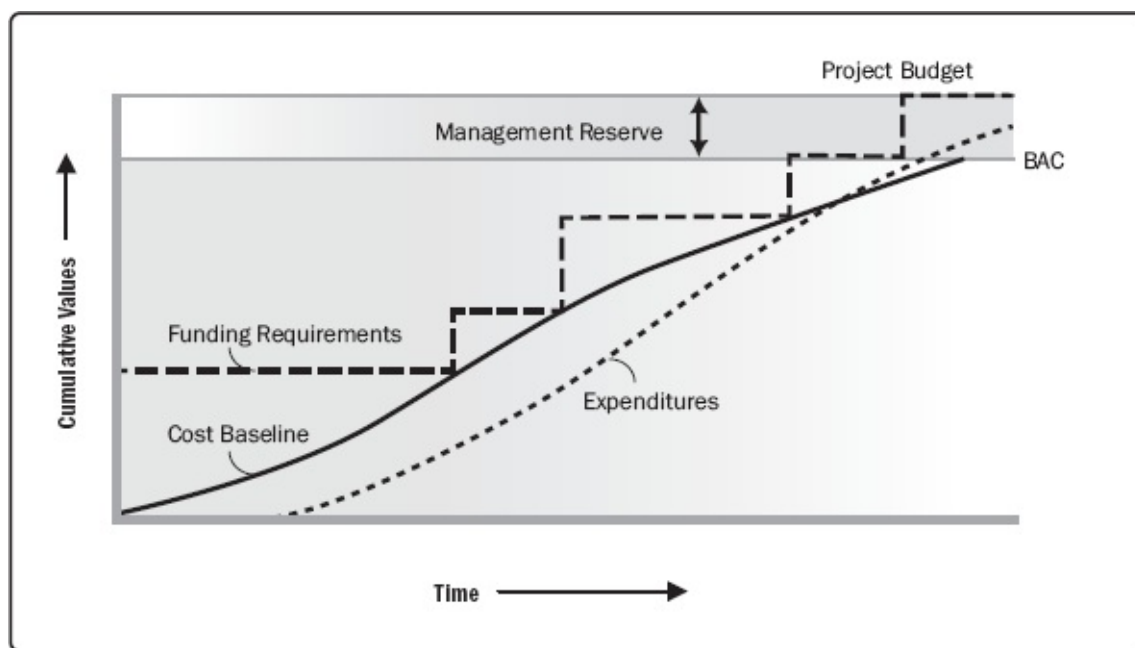 Project Budget
Management Reserve
BAC
Cumulative Values
Funding Requirements
Expenditures
Cost Baseline
Time